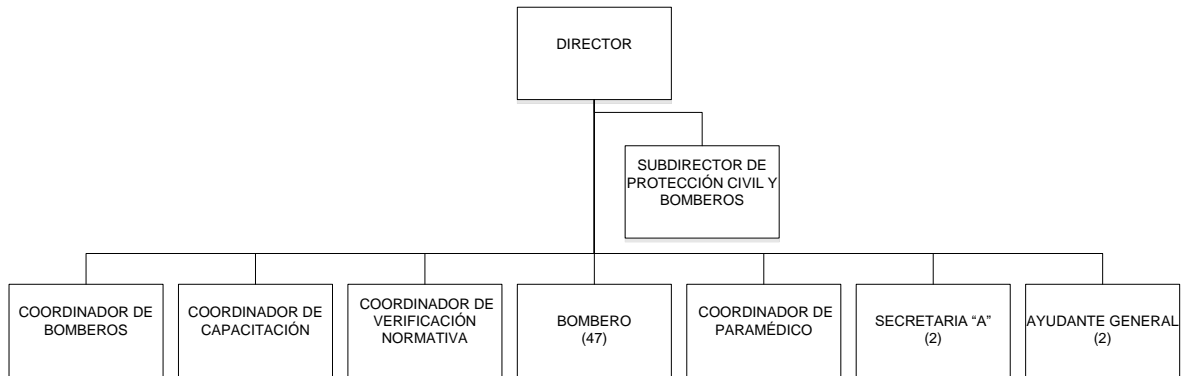 DIRECTOR
SUBDIRECTOR DE
PROTECCIÓN CIVIL Y
BOMBEROS
COORDINADOR DE
BOMBEROS
COORDINADOR DE
CAPACITACIÓN
COORDINADOR DE
VERIFICACIÓN
NORMATIVA
BOMBERO
(47)
COORDINADOR DE
PARAMÉDICO
SECRETARIA “A”
(2)
AYUDANTE GENERAL
(2)